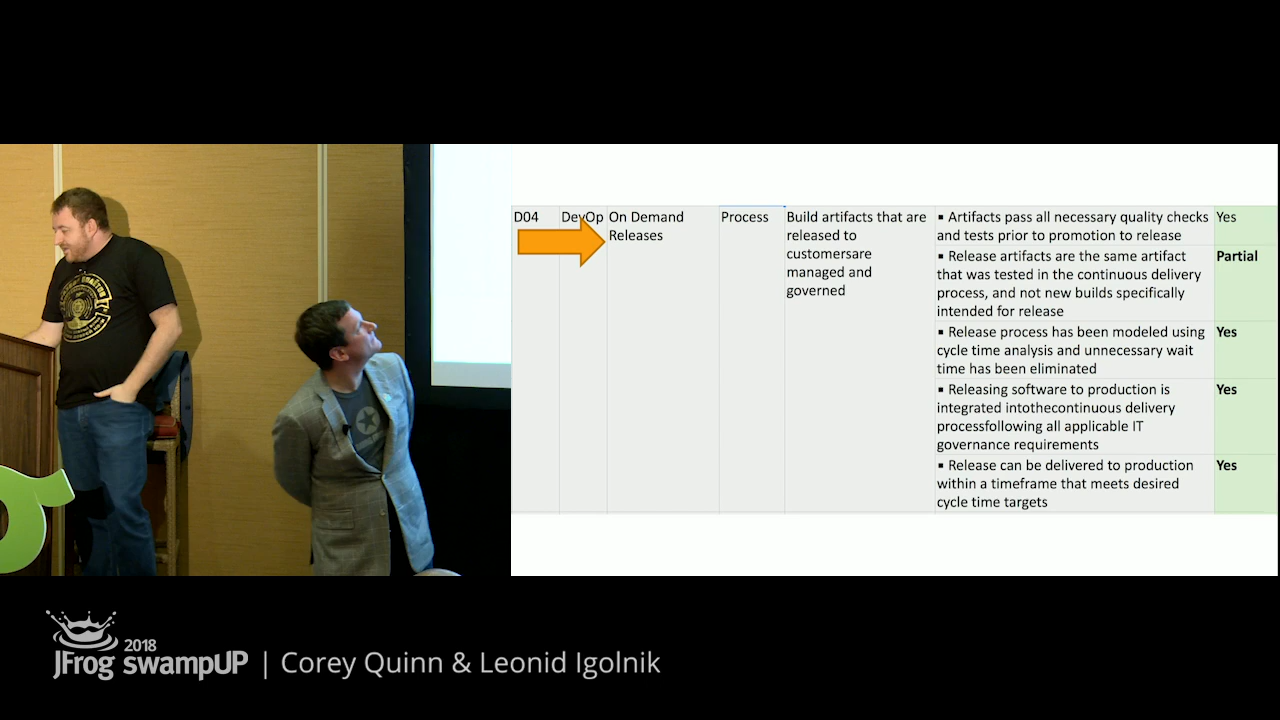 D04
DevOp
On Demand
Releases
Process
Build artifacts that are
released to
customersare
managed and
governed
▪ Artifacts pass all necessary quality checks
and tests prior to promotion to release
Yes
▪ Release artifacts are the same artifact
that was tested in the continuous delivery
process, and not new builds specifically
intended for release
Partial
▪ Release process has been modeled using
cycle time analysis and unnecessary wait
time has been eliminated
Yes
▪ Releasing software to production is
integrated intothecontinuous delivery
processfollowing all applicable IT
governance requirements
Yes
▪ Release can be delivered to production
within a timeframe that meets desired
cycle time targets
Yes
2018
JFrog swampUP | Corey Quinn & Leonid Igolnik